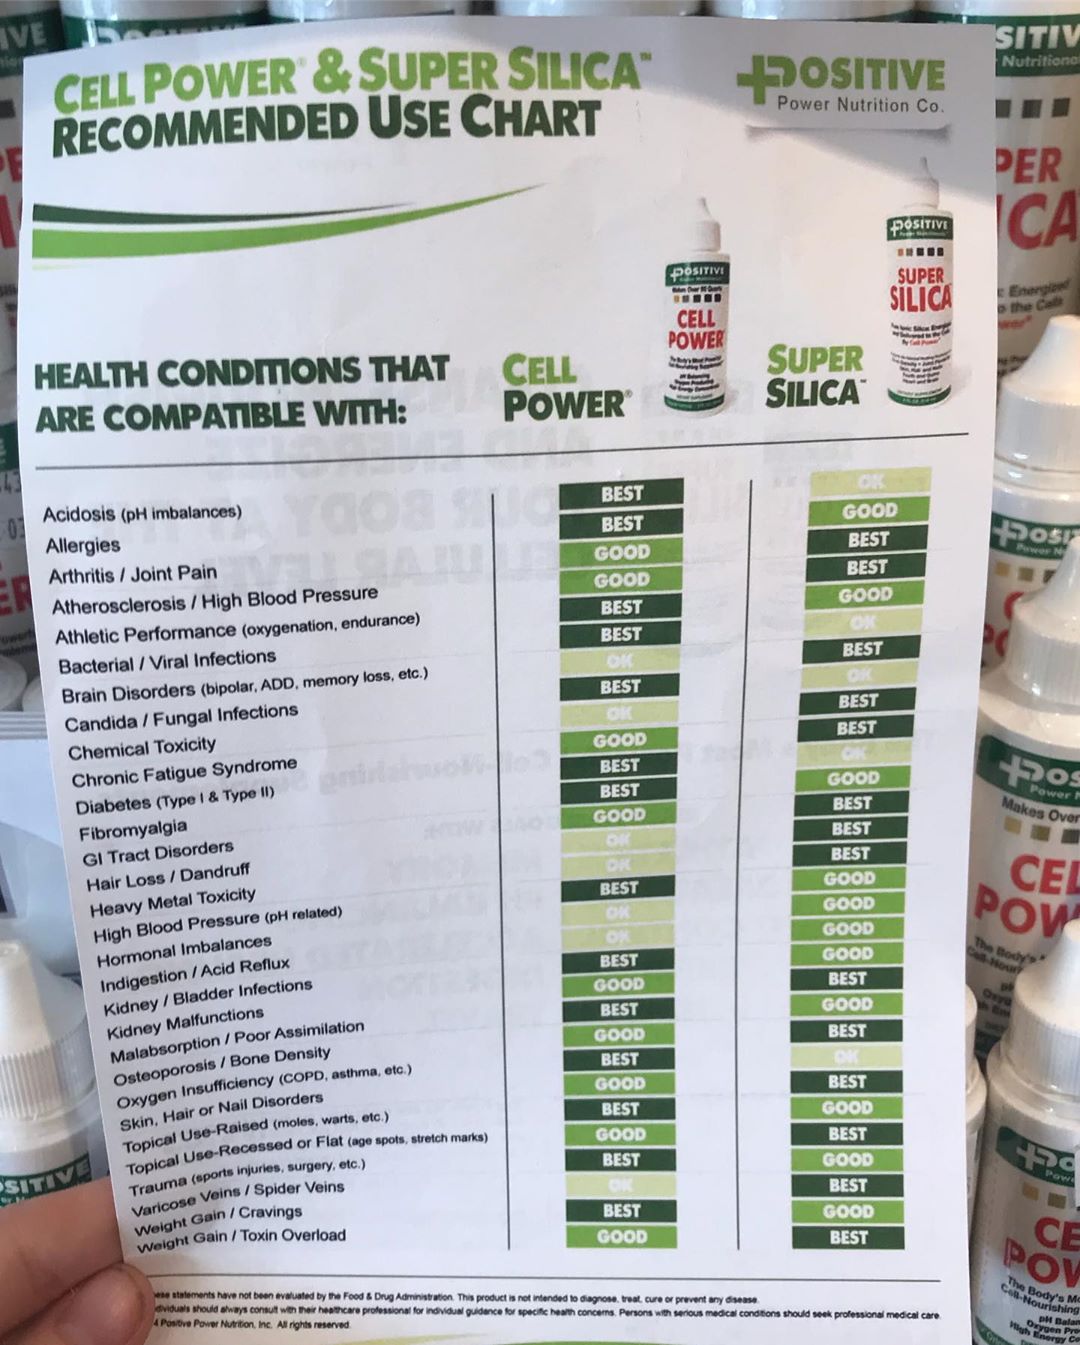 CELL POWER® & SUPER SILICA™
RECOMMENDED USE CHART
POSITIVE
Power Nutrition Co.
POSITIVE
CELL
POWER
POSITIVE
SUPER
SILICA
HEALTH CONDITIONS THAT
ARE COMPATIBLE WITH:
CELL
POWER®
SUPER
SILICA™
Acidosis (pH imbalances) BEST OK
Allergies BEST GOOD
Arthritis / Joint Pain GOOD BEST
Atherosclerosis / High Blood Pressure GOOD BEST
Athletic Performance (oxygenation, endurance) BEST GOOD
Bacterial / Viral Infections BEST OK
Brain Disorders (bipolar, ADD, memory loss, etc.) OK BEST
Candida / Fungal Infections BEST OK
Chemical Toxicity OK BEST
Chronic Fatigue Syndrome GOOD BEST
Diabetes (Type I & Type II) BEST OK
Fibromyalgia BEST GOOD
GI Tract Disorders GOOD BEST
Hair Loss / Dandruff OK BEST
Heavy Metal Toxicity OK BEST
High Blood Pressure (pH related) BEST GOOD
Hormonal Imbalances OK GOOD
Indigestion / Acid Reflux OK GOOD
Kidney / Bladder Infections BEST GOOD
Kidney Malfunctions GOOD BEST
Malabsorption / Poor Assimilation BEST GOOD
Osteoporosis / Bone Density GOOD BEST
Oxygen Insufficiency (COPD, asthma, etc.) BEST OK
Skin, Hair or Nail Disorders GOOD BEST
Topical Use-Raised (moles, warts, etc.) BEST GOOD
Topical Use-Recessed or Flat (age spots, stretch marks) GOOD BEST
Trauma (sports injuries, surgery, etc.) BEST GOOD
Varicose Veins / Spider Veins OK BEST
Weight Gain / Cravings BEST GOOD
Weight Gain / Toxin Overload GOOD BEST
statements have not been evaluated by the Food & Drug Administration. This product is not intended to diagnose, treat, cure or prevent any disease.
should always consult with their healthcare professional for individual guidance for specific health concerns. Persons with serious medical conditions should seek professional medical care.
Positive Power Nutrition, Inc. All rights reserved.